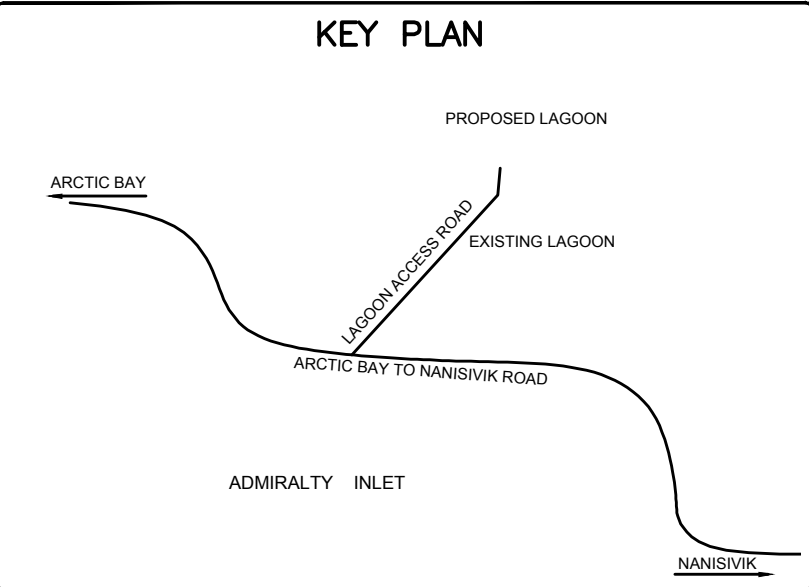 KEY PLAN
PROPOSED LAGOON
ARCTIC BAY
LAGOON ACCESS ROAD
EXISTING LAGOON
ARCTIC BAY TO NANISIVIK ROAD
ADMIRALTY INLET
NANISIVIK